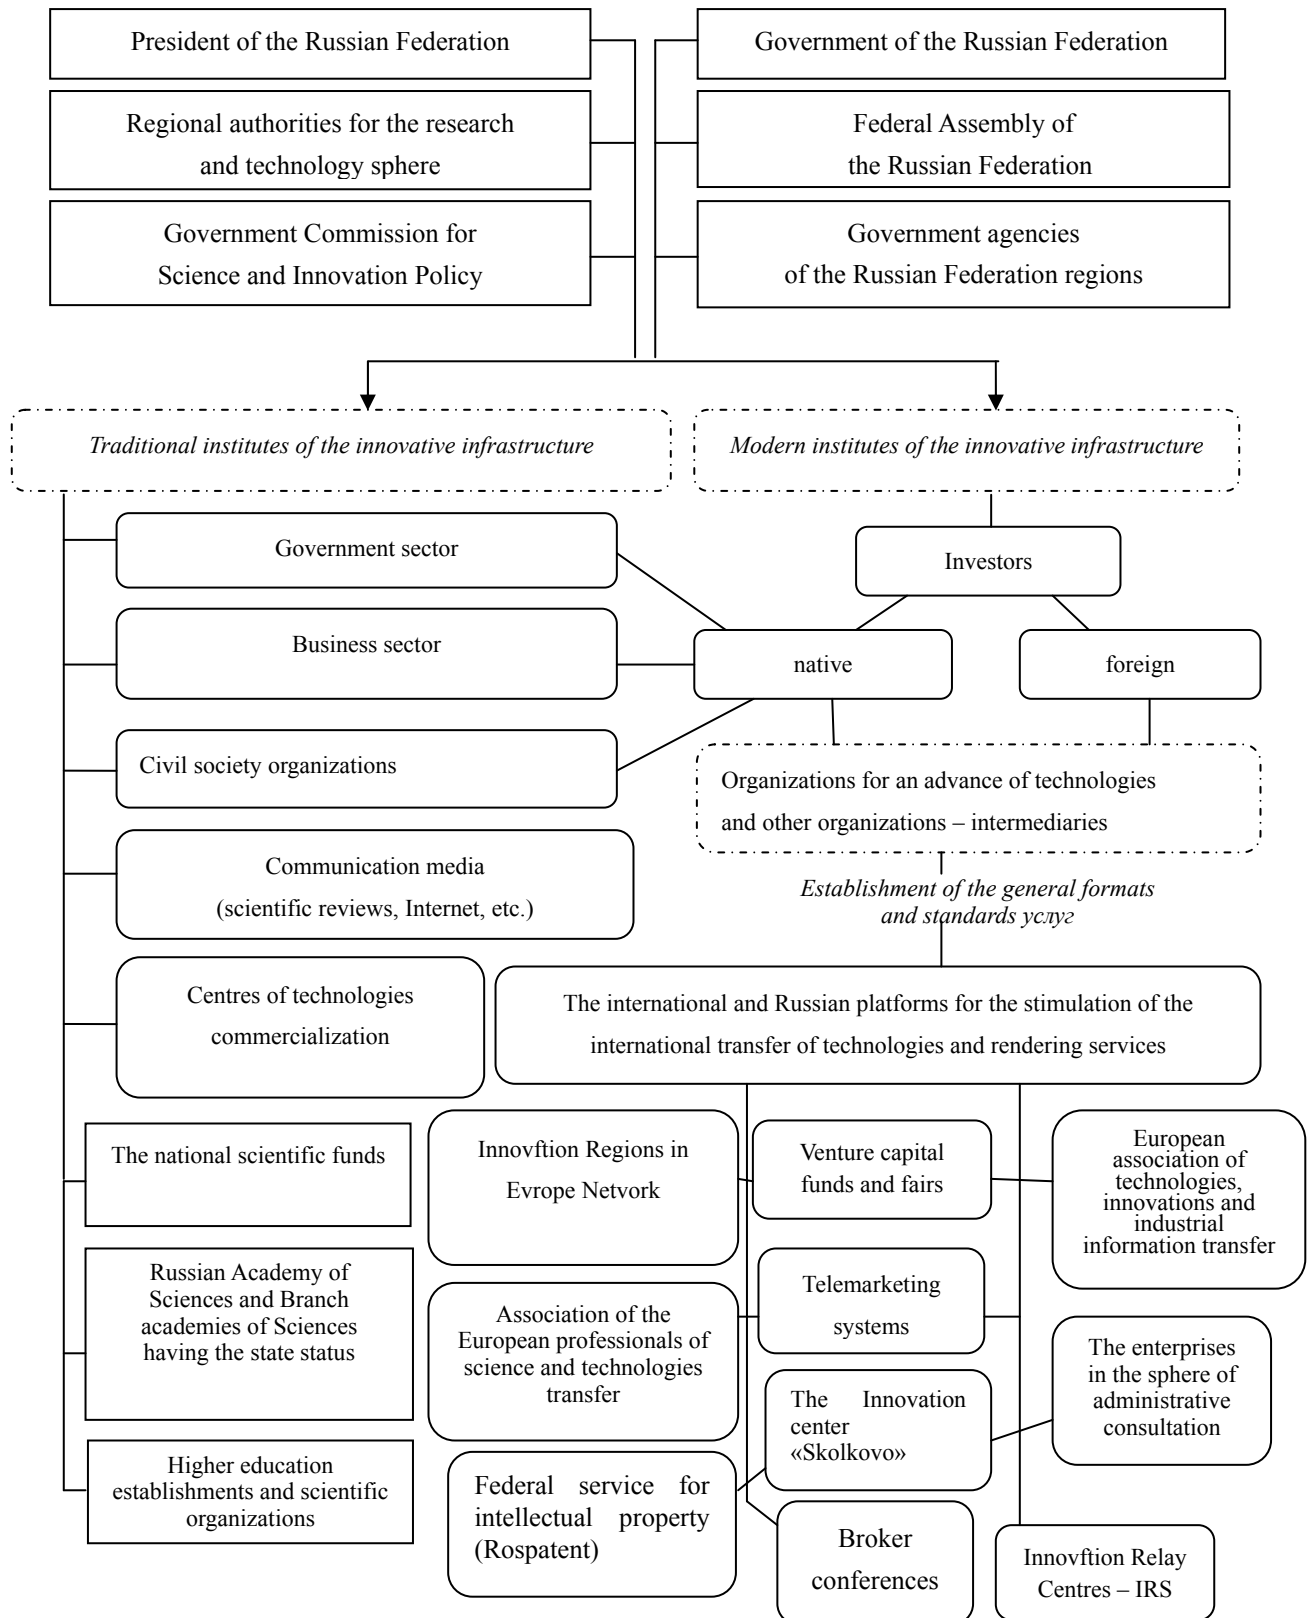 President of the Russian Federation
Government of the Russian Federation
Regional authorities for the research
and technology sphere
Federal Assembly of
the Russian Federation
Government Commission for
Science and Innovation Policy
Government agencies
of the Russian Federation regions
Traditional institutes of the innovative infrastructure
Modern institutes of the innovative infrastructure
Government sector
Investors
Business sector
native
foreign
Civil society organizations
Organizations for an advance of technologies
and other organizations – intermediaries
Communication media
(scientific reviews, Internet, etc.)
Establishment of the general formats
and standards услуг
Centres of technologies
commercialization
The international and Russian platforms for the stimulation of the
international transfer of technologies and rendering services
The national scientific funds
Innovftion Regions in
Evrope Netvork
Venture capital
funds and fairs
European
association of
technologies,
innovations and
industrial
information transfer
Russian Academy of
Sciences and Branch
academies of Sciences
having the state status
Association of the
European professionals of
science and technologies
transfer
Telemarketing
systems
The enterprises
in the sphere of
administrative
consultation
The Innovation
center
«Skolkovo»
Higher education
establishments and scientific
organizations
Federal service for
intellectual property
(Rospatent)
Broker
conferences
Innovftion Relay
Centres – IRS